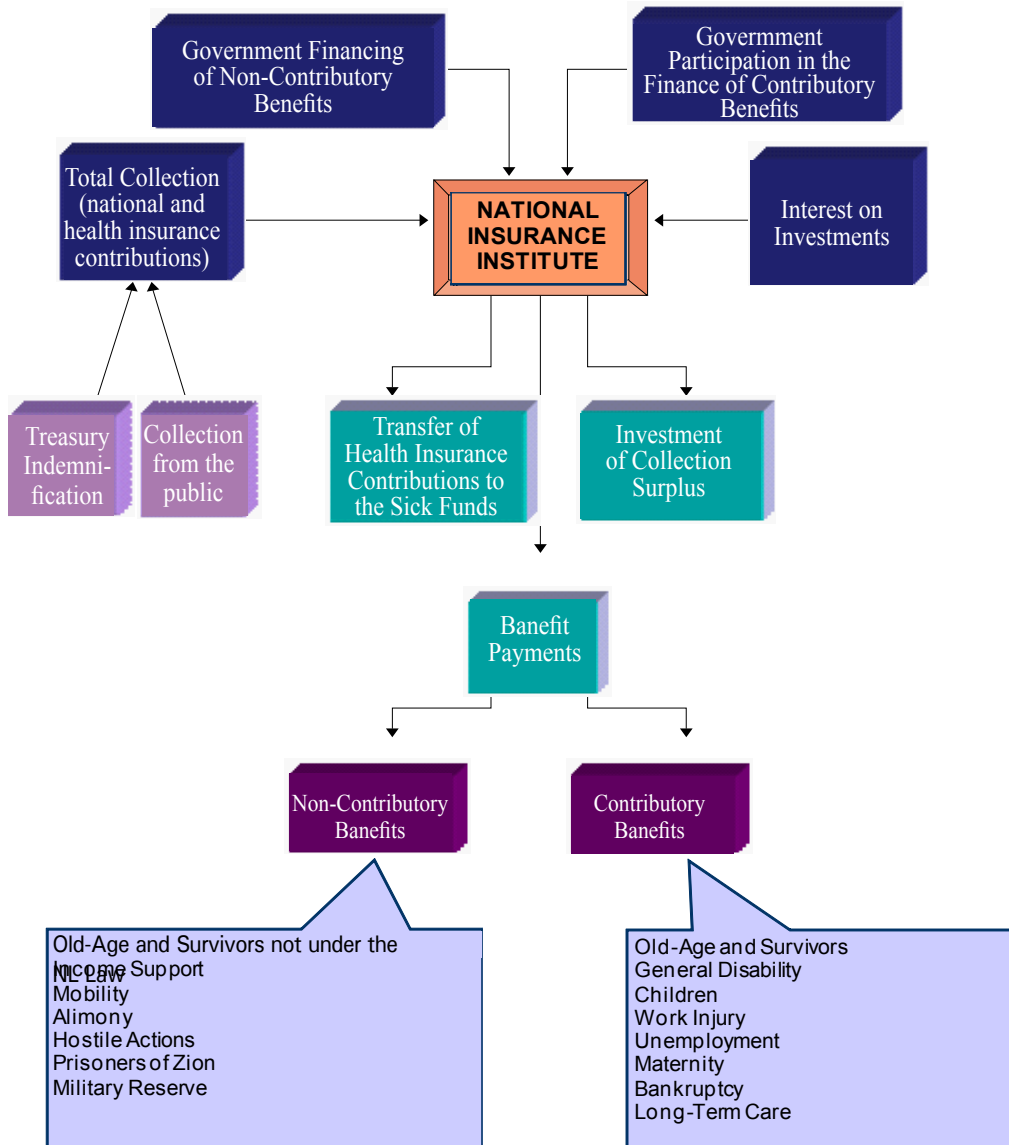 Government Financing
of Non-Contributory
Benefits
Govermment
Participation in the
Finance of Contributory
Benefits
Total Collection
(national and
health insurance
contributions)
NATIONAL
INSURANCE
INSTITUTE
Interest on
Investments
Treasury
Indemni-
fication
Collection
from the
public
Transfer of
Health Insurance
Contributions to
the Sick Funds
Investment
of Collection
Surplus
Banefit
Payments
Non-Contributory
Banefits
Contributory
Banefits
Old-Age and Survivors not under the
NL Law
Income Support
Mobility
Alimony
Hostile Actions
Prisoners of Zion
Military Reserve
Old-Age and Survivors
General Disability
Children
Work Injury
Unemployment
Maternity
Bankruptcy
Long-Term Care